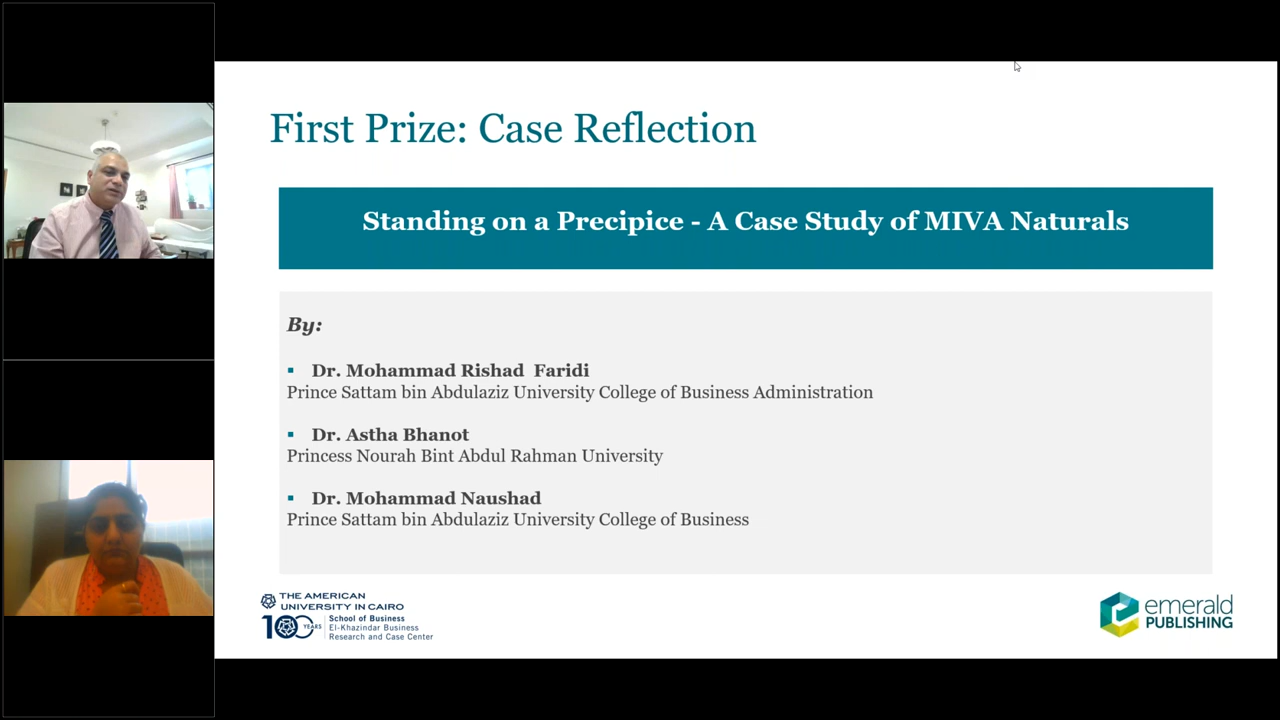 First Prize: Case Reflection
Standing on a Precipice - A Case Study of MIVA Naturals
By:
Dr. Mohammad Rishad Faridi
Prince Sattam bin Abdulaziz University College of Business Administration
Dr. Astha Bhanot
Princess Nourah Bint Abdul Rahman University
Dr. Mohammad Naushad
Prince Sattam bin Abdulaziz University College of Business
THE AMERICAN
UNIVERSITY IN CAIRO
100 YEARS
School of Business
El-Khazindar Business
Research and Case Center
emerald
PUBLISHING